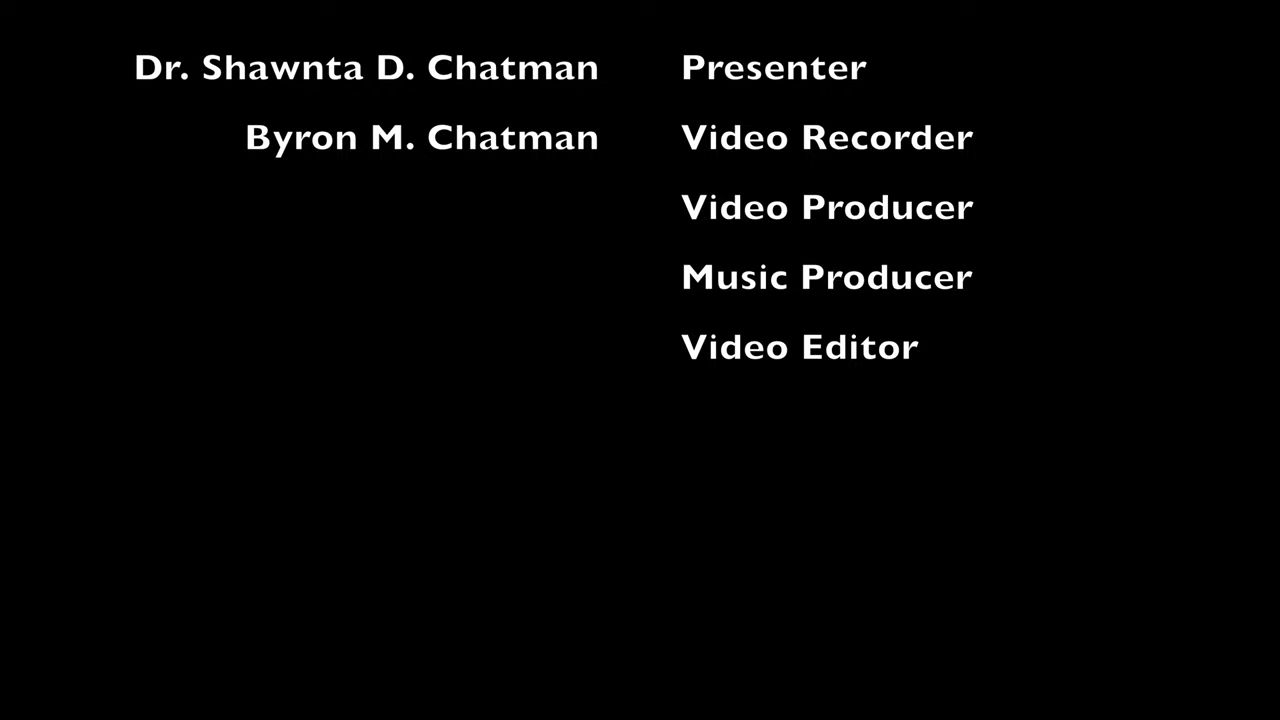 Dr. Shawnta D. Chatman Presenter
Byron M. Chatman Video Recorder
Video Producer
Music Producer
Video Editor